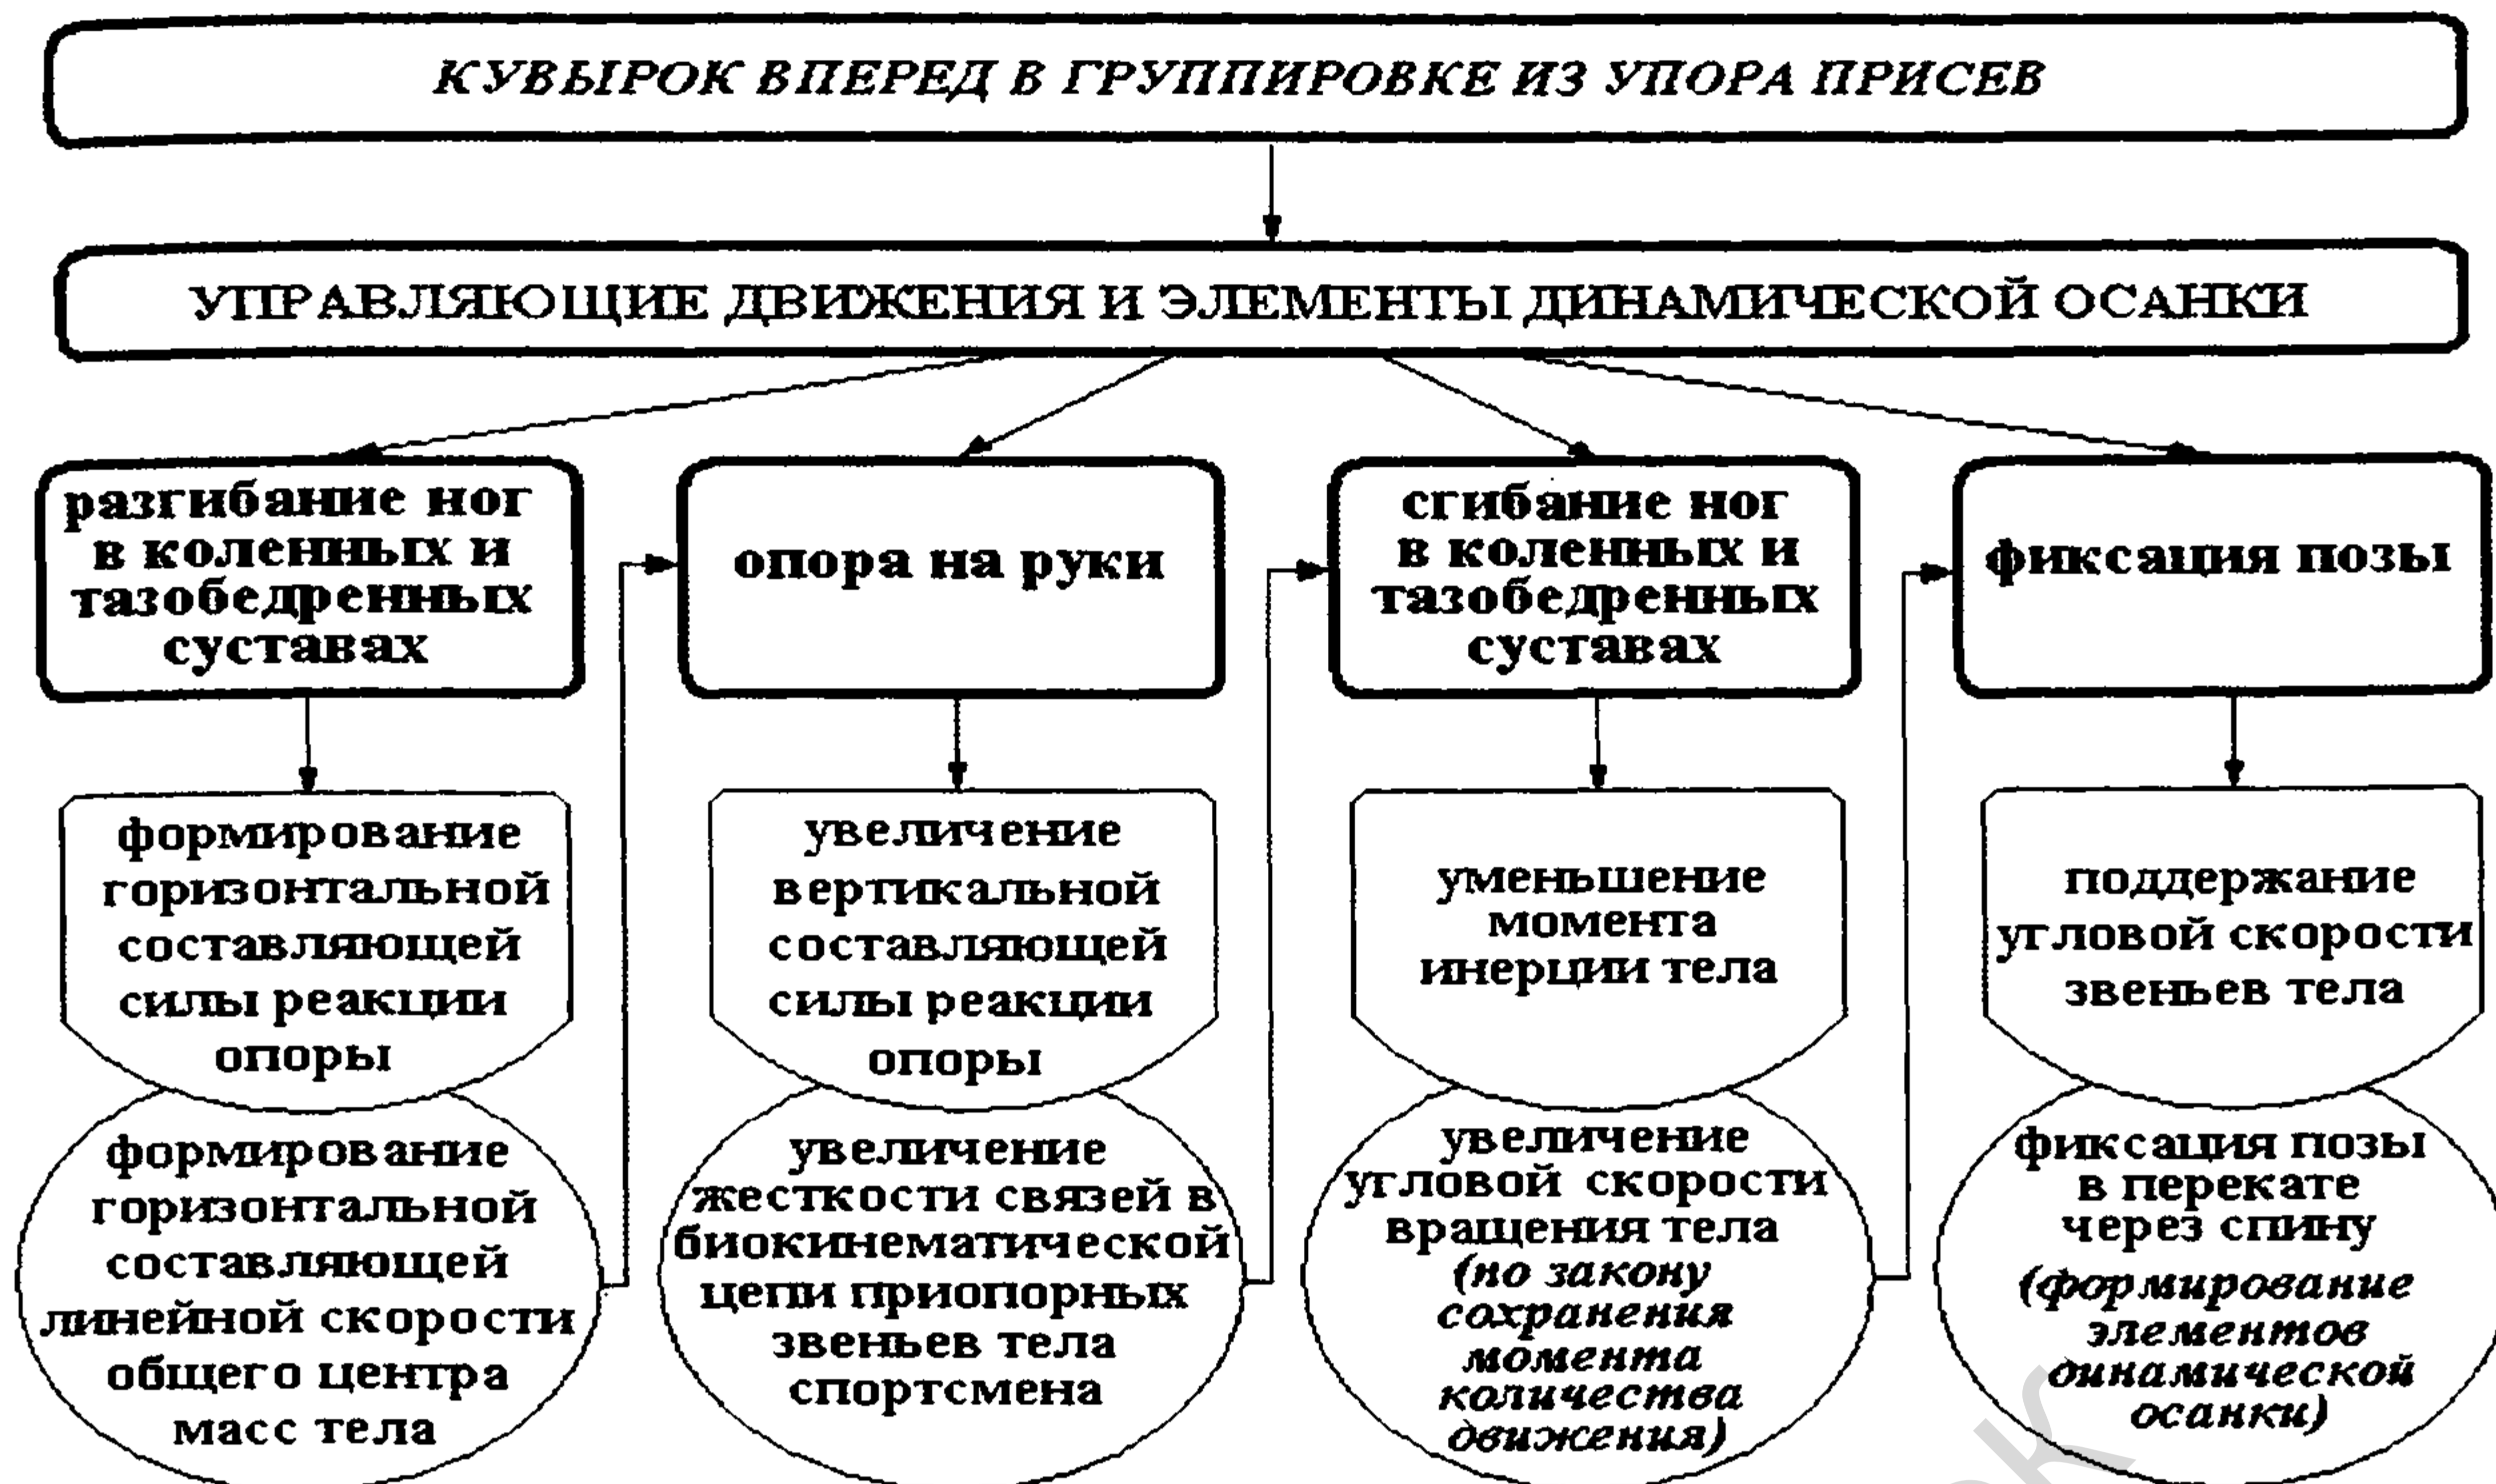 КУВЫРОК ВПЕРЕД В ГРУППИРОВКЕ ИЗ УПОРА ПРИСЕВ
УПРАВЛЯЮЩИЕ ДВИЖЕНИЯ И ЭЛЕМЕНТЫ ДИНАМИЧЕСКОЙ ОСАНКИ
разгибание ног
в коленных и
тазобедренных
суставах
опора на руки
сгибание ног
в коленных и
тазобедренных
суставах
фиксация позы
формирование
горизонтальной
составляющей
силы реакции
опоры
увеличение
вертикальной
составляющей
силы реакции
опоры
уменьшение
момента
инерции тела
поддержание
угловой скорости
звеньев тела
формирование
горизонтальной
составляющей
линейной скорости
общего центра
масс тела
увеличение
жесткости связей в
биокинематической
цепи приопорных
звеньев тела
спортсмена
увеличение
угловой скорости
вращения тела
(по закону
сохранения
момента
количества
движения)
фиксация позы
в перекате
через спину
(формирование
элементов
динамической
осанки)